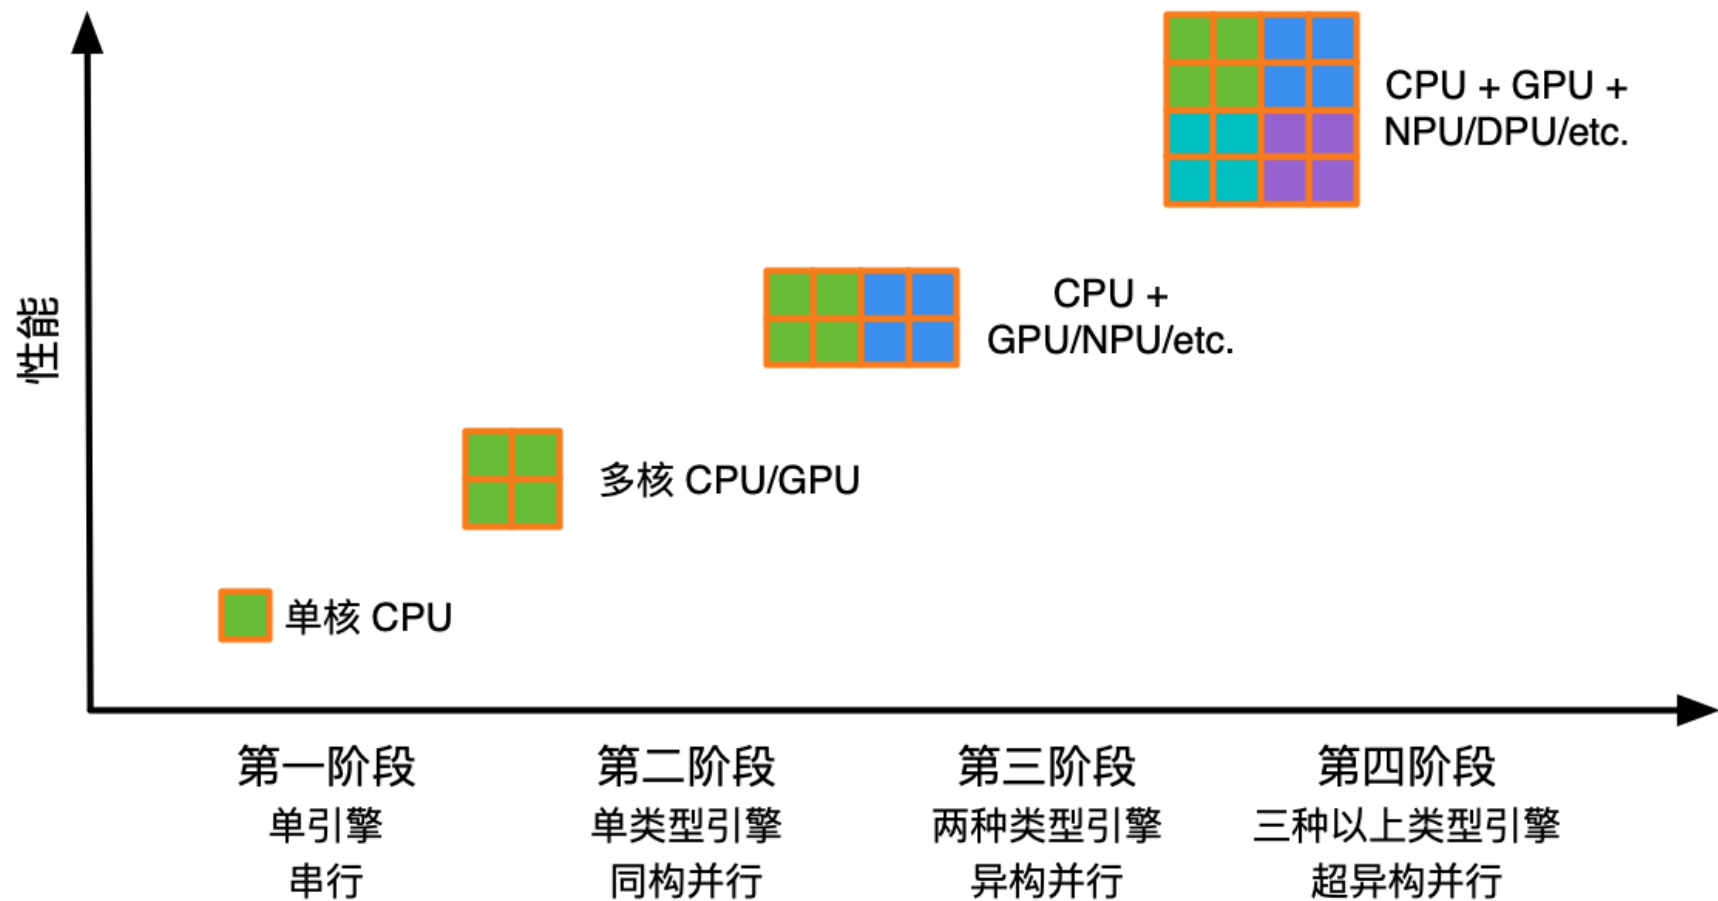 CPU + GPU +
NPU/DPU/etc.
CPU +
GPU/NPU/etc.
性能
多核 CPU/GPU
单核 CPU
第一阶段
单引擎
串行
第二阶段
单类型引擎
同构并行
第三阶段
两种类型引擎
异构并行
第四阶段
三种以上类型引擎
超异构并行